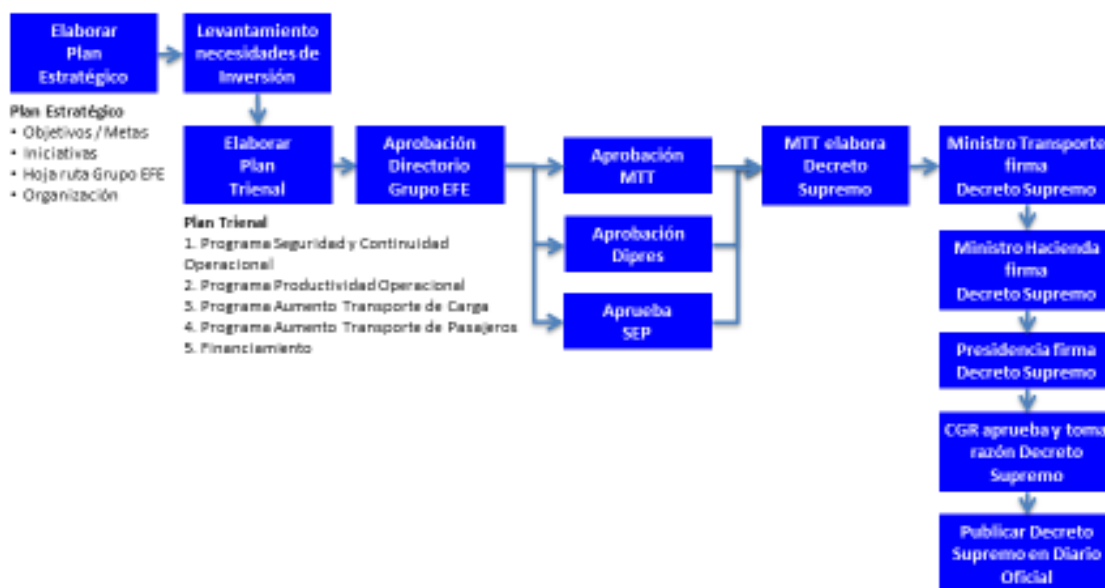 Elaborar
Plan
Estratégico
Levantamiento
necesidades de
Inversión
Plan Estratégico
• Objetivos / Metas
• Iniciativas
• Hoja ruta Grupo EFE
• Organización
Elaborar
Plan
Trienal
Aprobación
Directorio
Grupo EFE
Plan Trienal
1. Programa Seguridad y Continuidad
Operacional
2. Programa Productividad Operacional
3. Programa Aumento Transporte de Carga
4. Programa Aumento Transporte de Pasajeros
5. Financiamiento
Aprobación
MTT
Aprobación
Dipres
Aprueba
SEP
MTT elabora
Decreto
Supremo
Ministro Transporte
firma
Decreto Supremo
Ministro Hacienda
firma
Decreto Supremo
Presidencia firma
Decreto Supremo
CGR aprueba y toma
razón Decreto
Supremo
Publicar Decreto
Supremo en Diario
Oficial